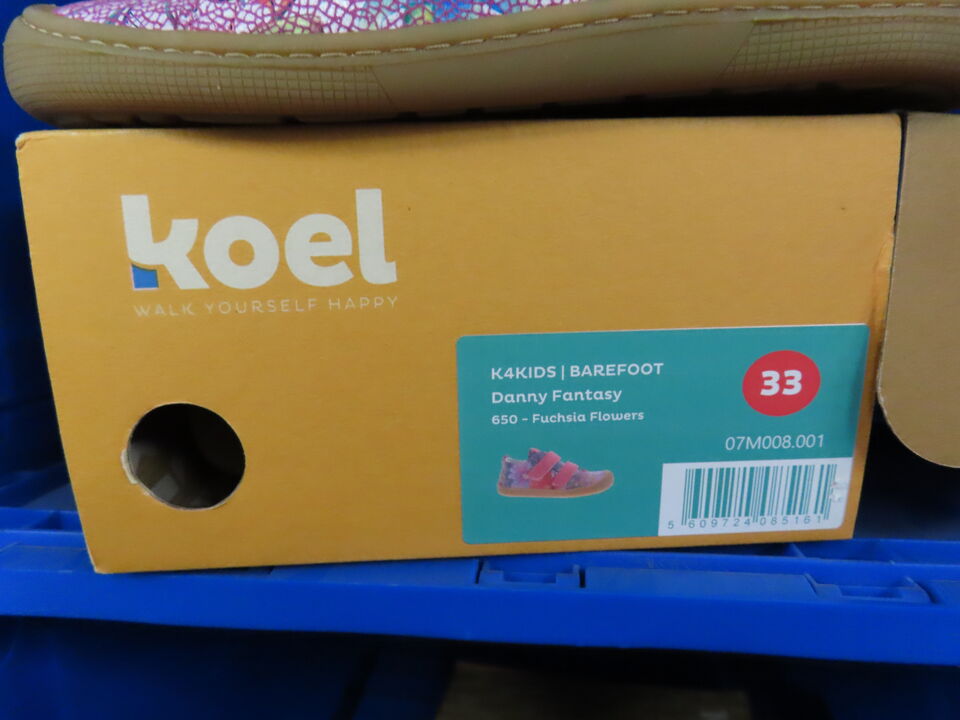 koel
WALK YOURSELF HAPPY
K4KIDS | BAREFOOT
Danny Fantasy
650 - Fuchsia Flowers
33
07M008.001
5 609724 085161